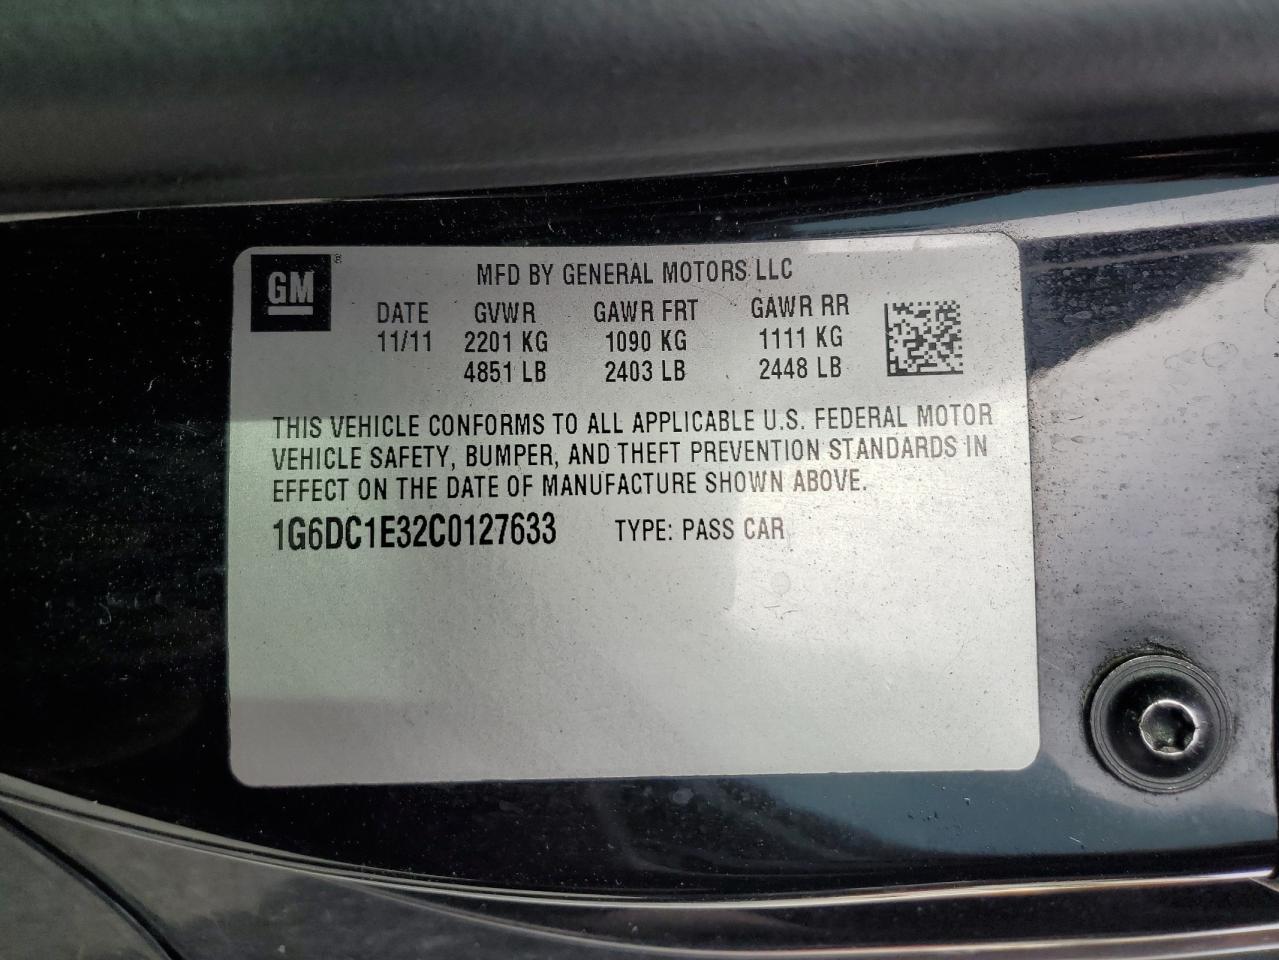 GM®
MFD BY GENERAL MOTORS LLC
DATE GVWR GAWR FRT GAWR RR
11/11 2201 KG 1090 KG 1111 KG
4851 LB 2403 LB 2448 LB
THIS VEHICLE CONFORMS TO ALL APPLICABLE U.S. FEDERAL MOTOR
VEHICLE SAFETY, BUMPER, AND THEFT PREVENTION STANDARDS IN
EFFECT ON THE DATE OF MANUFACTURE SHOWN ABOVE.
1G6DC1E32C0127633 TYPE: PASS CAR